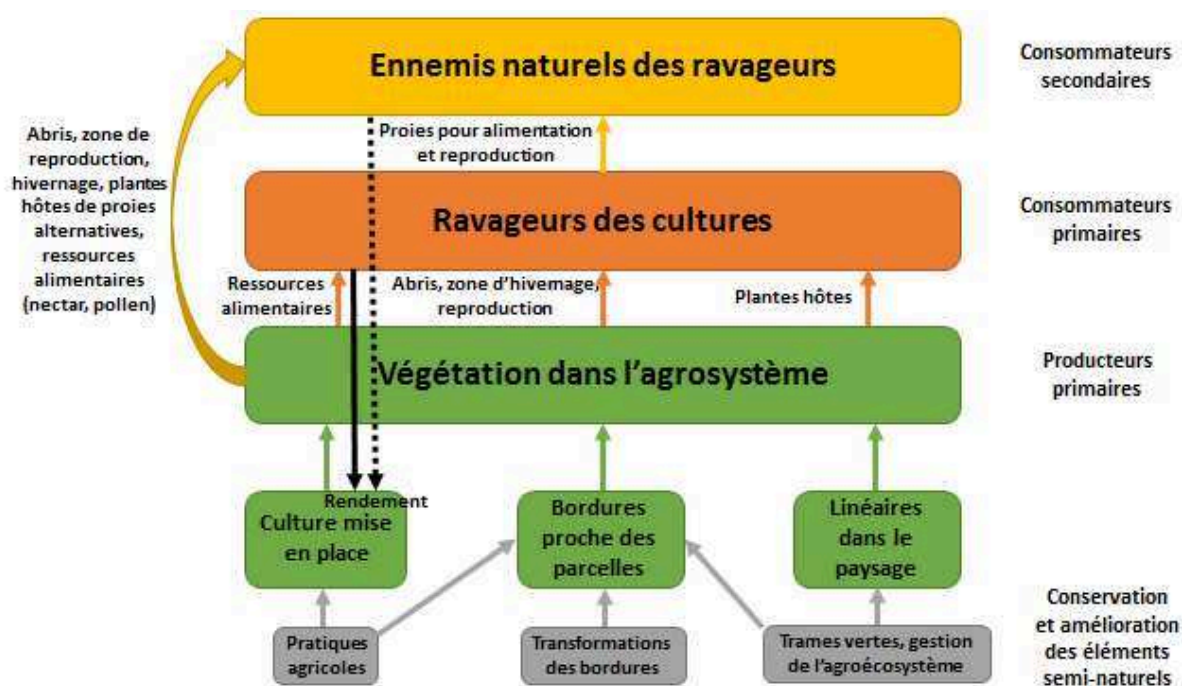 Ennemis naturels des ravageurs
Consommateurs
secondaires
Abris, zone de
reproduction,
hivernage, plantes
hôtes de proies
alternatives,
ressources
alimentaires
(nectar, pollen)
Proies pour alimentation
et reproduction
Ravageurs des cultures
Consommateurs
primaires
Ressources
alimentaires
Abris, zone d'hivernage,
reproduction
Plantes hôtes
Végétation dans l'agrosystème
Producteurs
primaires
Rendement
Culture mise
en place
Bordures
proche des
parcelles
Linéaires
dans le
paysage
Pratiques
agricoles
Transformations
des bordures
Trames vertes, gestion
de l'agroécosystème
Conservation
et amélioration
des éléments
semi-naturels